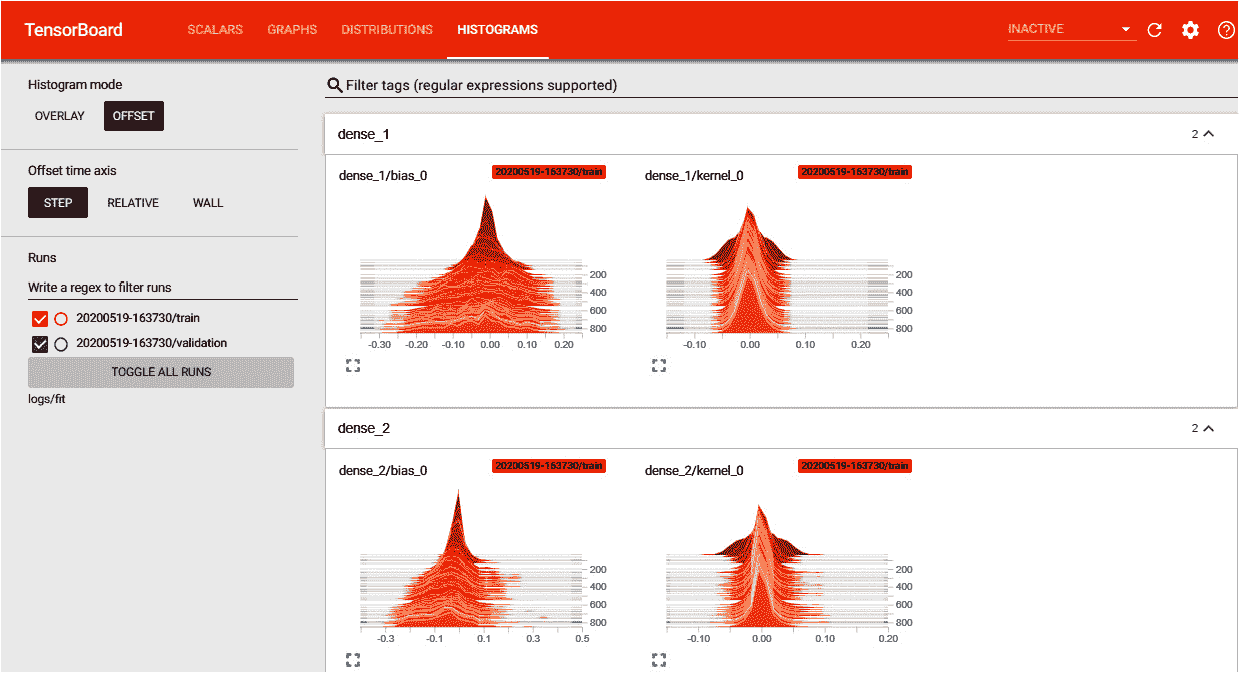 TensorBoard SCALARS GRAPHS DISTRIBUTIONS HISTOGRAMS INACTIVE
Histogram mode
OVERLAY OFFSET
Offset time axis
STEP RELATIVE WALL
Runs
Write a regex to filter runs
20200519-163730/train
20200519-163730/validation
TOGGLE ALL RUNS
logs/fit
Filter tags (regular expressions supported)
dense_1 2
dense_1/bias_0 20200519-163730/train
200
400
600
800
-0.30 -0.20 -0.10 0.00 0.10 0.20
dense_1/kernel_0 20200519-163730/train
200
400
600
800
-0.10 0.00 0.10 0.20
dense_2 2
dense_2/bias_0 20200519-163730/train
200
400
600
800
-0.3 -0.1 0.1 0.3 0.5
dense_2/kernel_0 20200519-163730/train
200
400
600
800
-0.10 0.00 0.10 0.20